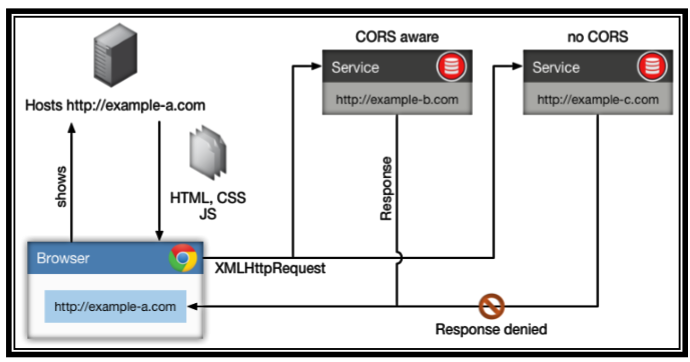 CORS aware
no CORS
Service
Service
http://example-b.com
http://example-c.com
Hosts http://example-a.com
shows
HTML, CSS
JS
Response
Browser
XMLHttpRequest
http://example-a.com
Response denied